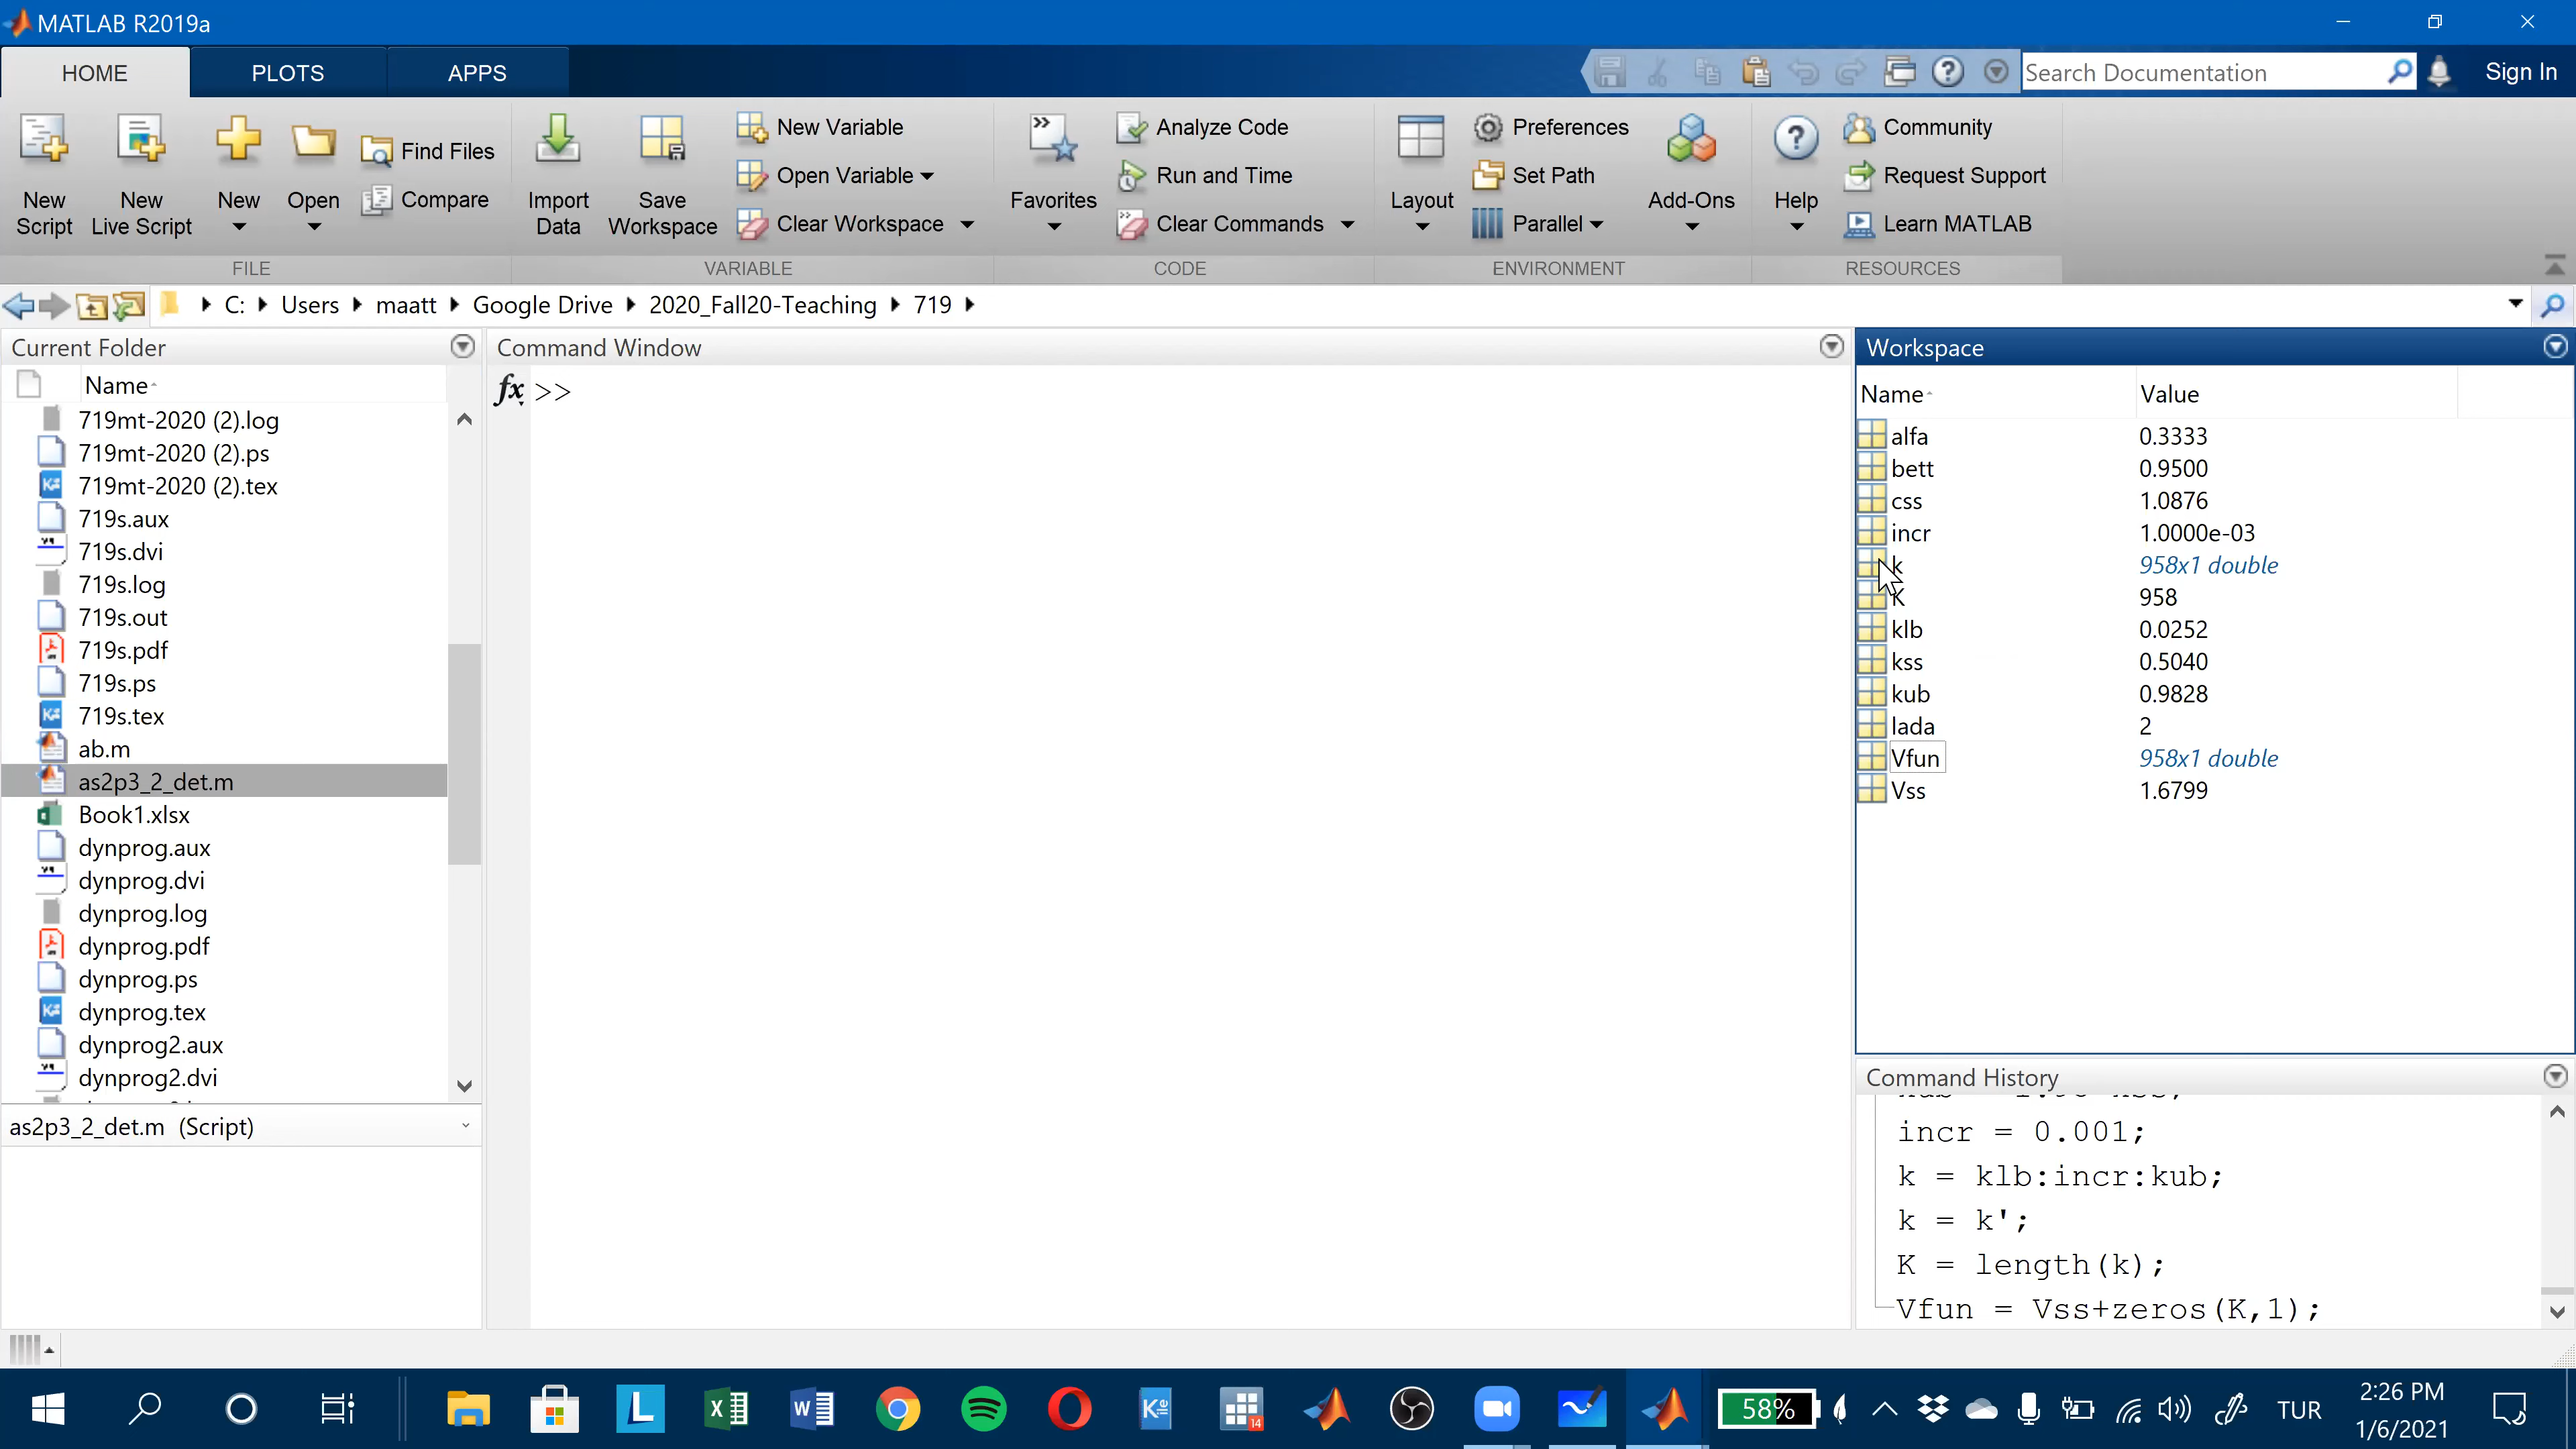 MATLAB R2019a
HOME PLOTS APPS Search Documentation Sign In
New Script
New Live Script
New
Open
Find Files
Compare
Import Data
Save Workspace
New Variable
Open Variable
Clear Workspace
Favorites
Analyze Code
Run and Time
Clear Commands
Layout
Preferences
Set Path
Parallel
Add-Ons
Help
Community
Request Support
Learn MATLAB
FILE VARIABLE CODE ENVIRONMENT RESOURCES
C: Users maatt Google Drive 2020_Fall20-Teaching 719
Current Folder
Name
719mt-2020 (2).log
719mt-2020 (2).ps
719mt-2020 (2).tex
719s.aux
719s.dvi
719s.log
719s.out
719s.pdf
719s.ps
719s.tex
ab.m
as2p3_2_det.m
Book1.xlsx
dynprog.aux
dynprog.dvi
dynprog.log
dynprog.pdf
dynprog.ps
dynprog.tex
dynprog2.aux
dynprog2.dvi
as2p3_2_det.m (Script)
Command Window
fx >>
Workspace
Name Value
alfa 0.3333
bett 0.9500
css 1.0876
incr 1.0000e-03
k 958x1 double
K 958
klb 0.0252
kss 0.5040
kub 0.9828
lada 2
Vfun 958x1 double
Vss 1.6799
Command History
incr = 0.001;
k = klb:incr:kub;
k = k';
K = length(k);
Vfun = Vss+zeros(K,1);
58% TUR 2:26 PM
1/6/2021